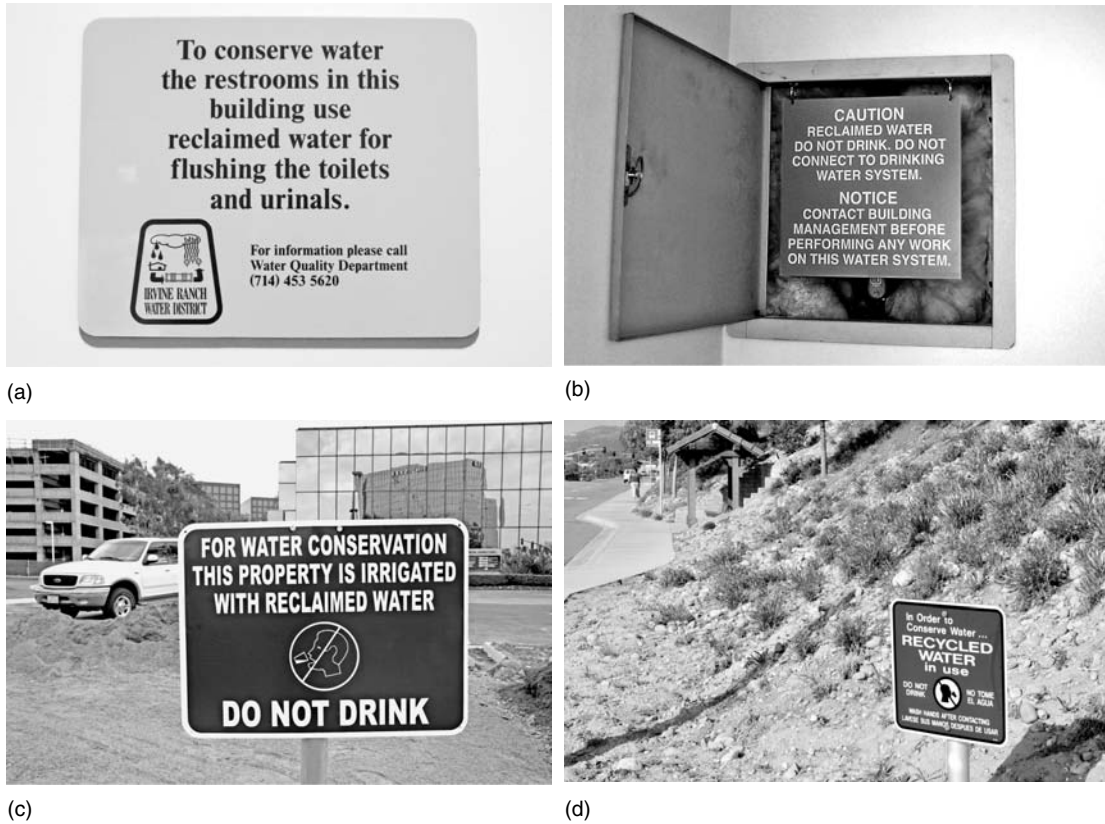 To conserve water
the restrooms in this
building use
reclaimed water for
flushing the toilets
and urinals.
IRVINE RANCH
WATER DISTRICT
For information please call
Water Quality Department
(714) 453 5620
(a)
CAUTION
RECLAIMED WATER
DO NOT DRINK. DO NOT
CONNECT TO DRINKING
WATER SYSTEM.
NOTICE
CONTACT BUILDING
MANAGEMENT BEFORE
PERFORMING ANY WORK
ON THIS WATER SYSTEM.
(b)
FOR WATER CONSERVATION
THIS PROPERTY IS IRRIGATED
WITH RECLAIMED WATER
DO NOT DRINK
(c)
In Order to
Conserve Water ...
RECYCLED
WATER
in use
DO NOT
DRINK
NO TOME
EL AGUA
WASH HANDS AFTER CONTACTING
LAVESE SUS MANOS DESPUES DE USAR
(d)